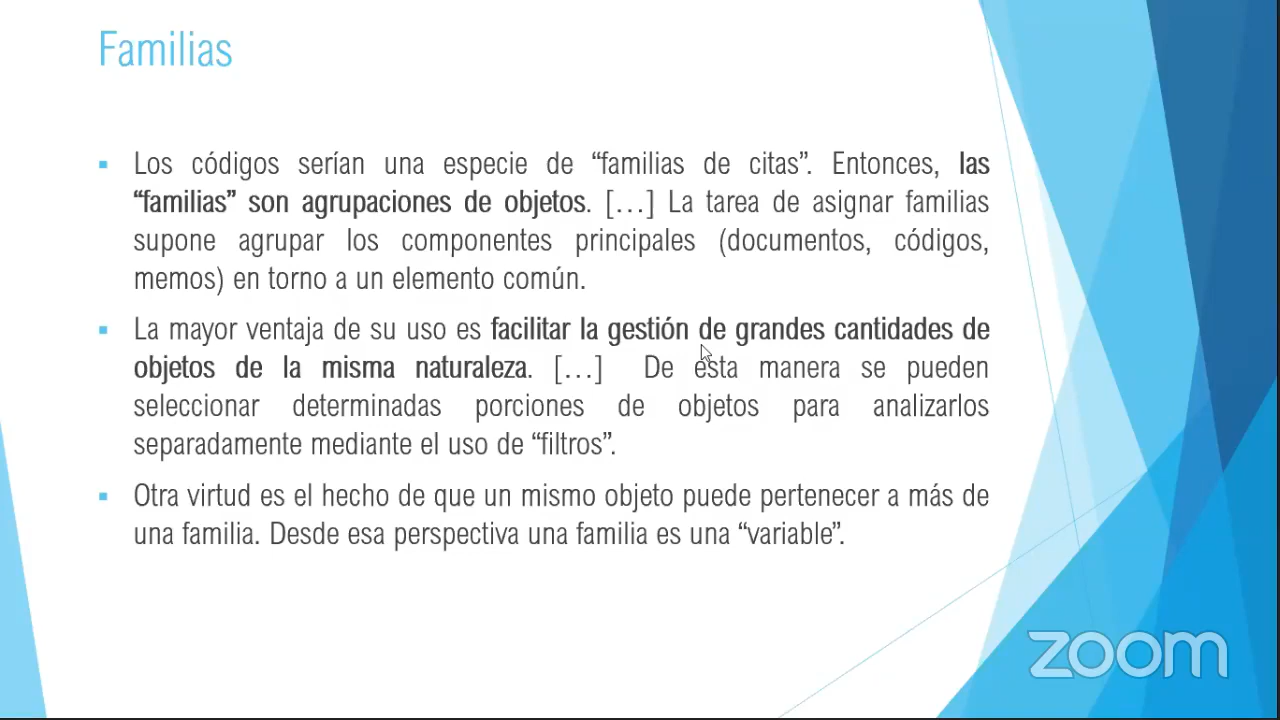 Familias
Los códigos serían una especie de “familias de citas”. Entonces, las
“familias” son agrupaciones de objetos. […] La tarea de asignar familias
supone agrupar los componentes principales (documentos, códigos,
memos) en torno a un elemento común.
La mayor ventaja de su uso es facilitar la gestión de grandes cantidades de
objetos de la misma naturaleza. […] De esta manera se pueden
seleccionar determinadas porciones de objetos para analizarlos
separadamente mediante el uso de “filtros”.
Otra virtud es el hecho de que un mismo objeto puede pertenecer a más de
una familia. Desde esa perspectiva una familia es una “variable”.
zoom